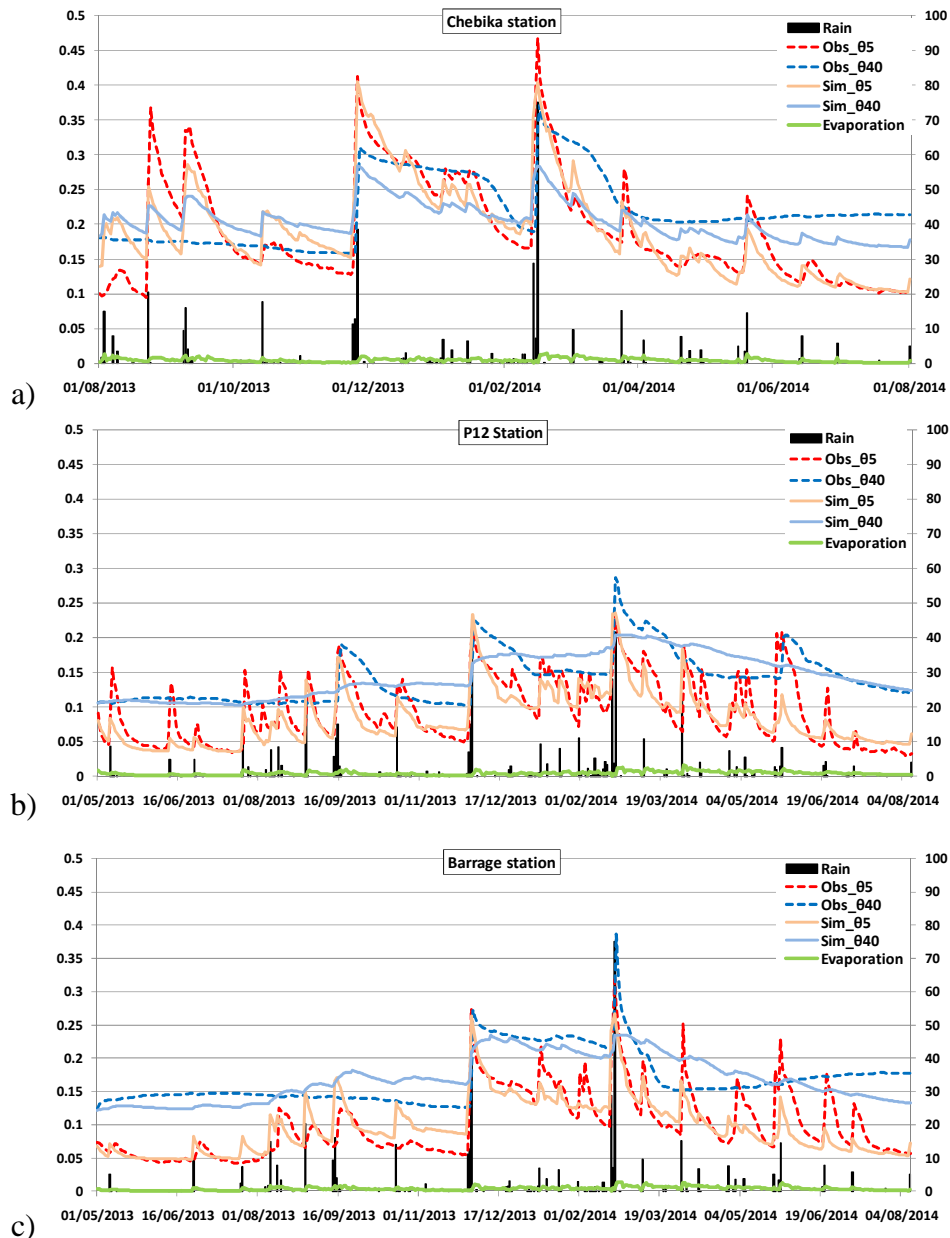 Chebika station
0.5 100
0.45 90
0.4 80
0.35 70
0.3 60
0.25 50
0.2 40
0.15 30
0.1 20
0.05 10
0 0
Rain
Obs_θ5
Obs_θ40
Sim_θ5
Sim_θ40
Evaporation
01/08/2013 01/10/2013 01/12/2013 01/02/2014 01/04/2014 01/06/2014 01/08/2014
a)
P12 Station
0.5 100
0.45 90
0.4 80
0.35 70
0.3 60
0.25 50
0.2 40
0.15 30
0.1 20
0.05 10
0 0
Rain
Obs_θ5
Obs_θ40
Sim_θ5
Sim_θ40
Evaporation
01/05/2013 16/06/2013 01/08/2013 16/09/2013 01/11/2013 17/12/2013 01/02/2014 19/03/2014 04/05/2014 19/06/2014 04/08/2014
b)
Barrage station
0.5 100
0.45 90
0.4 80
0.35 70
0.3 60
0.25 50
0.2 40
0.15 30
0.1 20
0.05 10
0 0
Rain
Obs_θ5
Obs_θ40
Sim_θ5
Sim_θ40
Evaporation
01/05/2013 16/06/2013 01/08/2013 16/09/2013 01/11/2013 17/12/2013 01/02/2014 19/03/2014 04/05/2014 19/06/2014 04/08/2014
c)